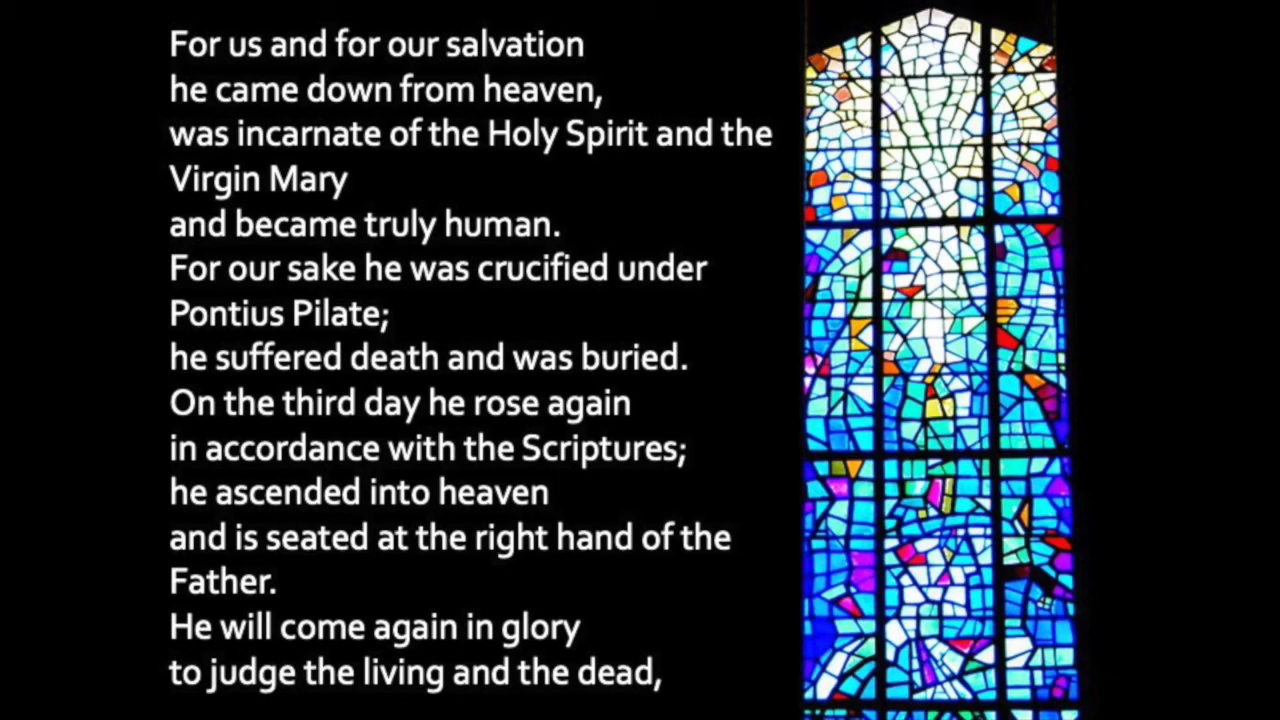 For us and for our salvation
he came down from heaven,
was incarnate of the Holy Spirit and the
Virgin Mary
and became truly human.
For our sake he was crucified under
Pontius Pilate;
he suffered death and was buried.
On the third day he rose again
in accordance with the Scriptures;
he ascended into heaven
and is seated at the right hand of the
Father.
He will come again in glory
to judge the living and the dead,